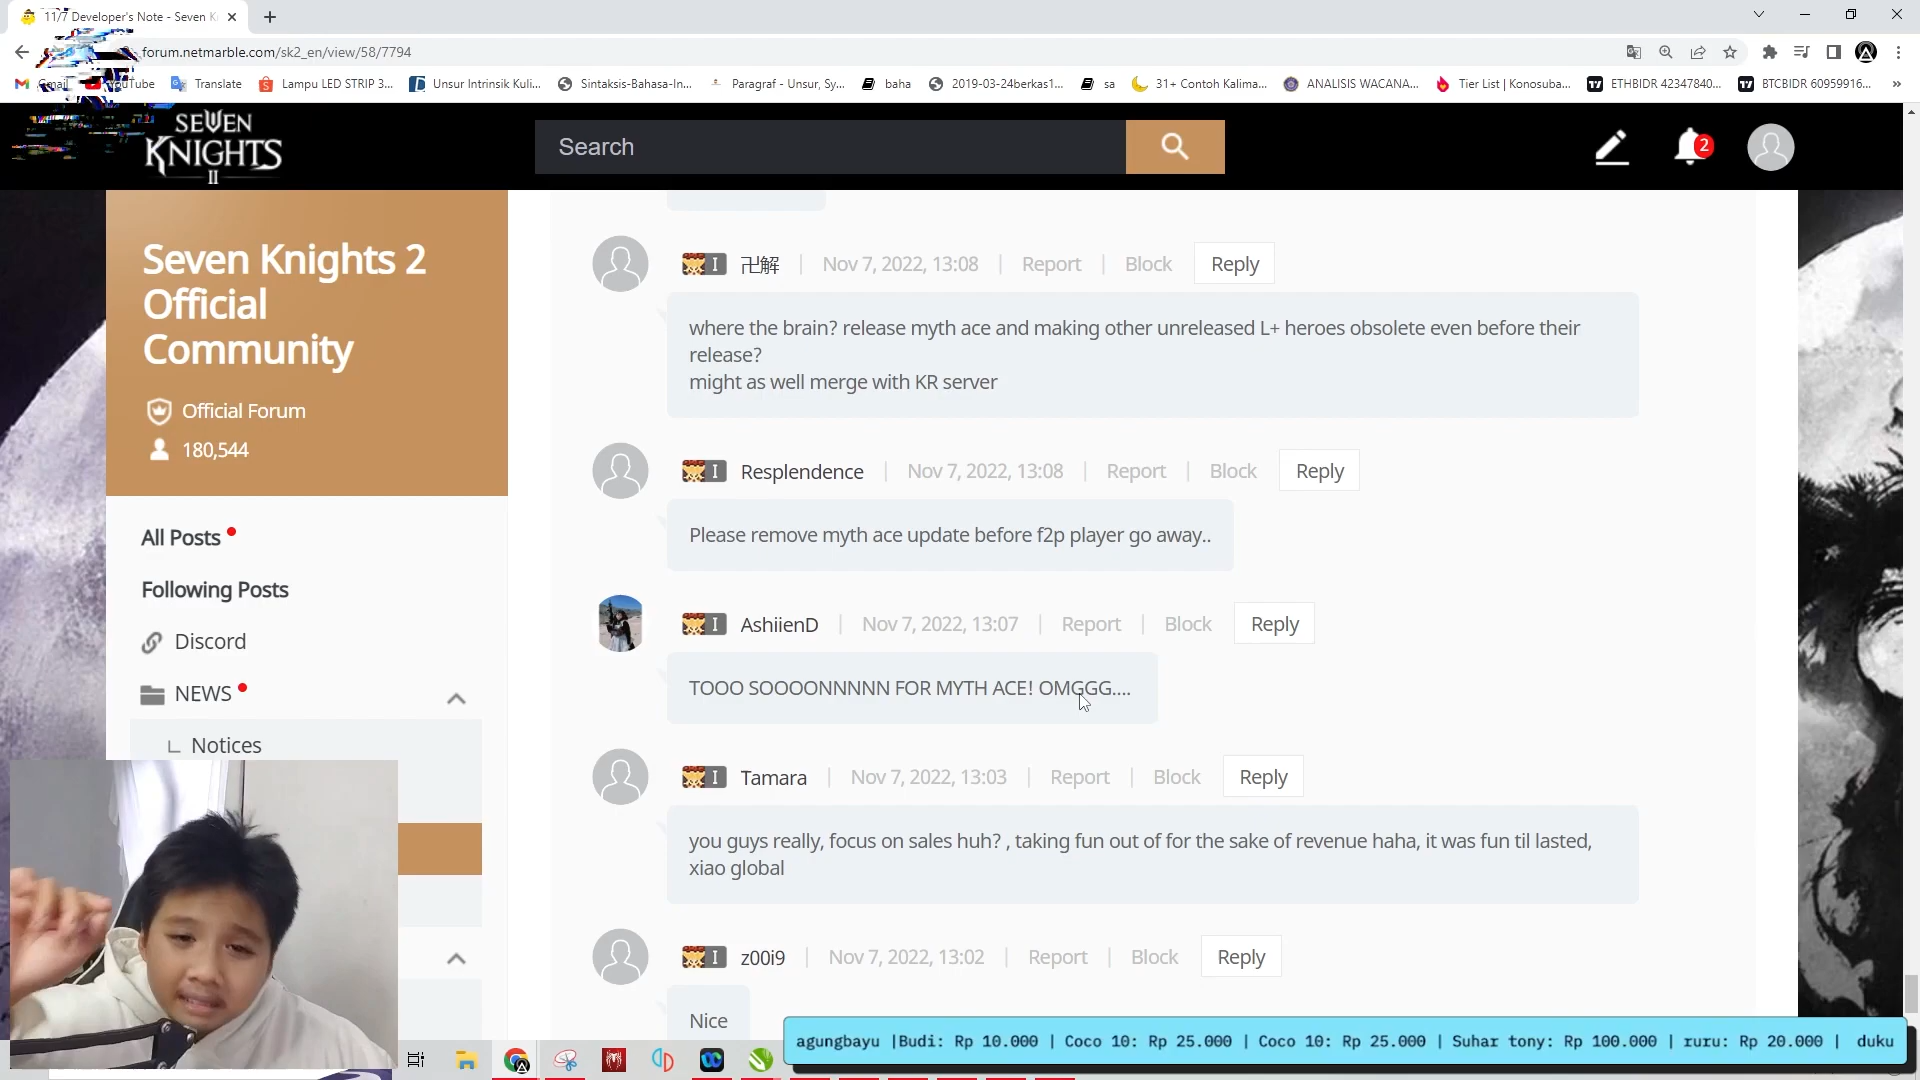 11/7 Developer's Note - Seven K
forum.netmarble.com/sk2_en/view/58/7794
Gmail
YouTube
Translate
Lampu LED STRIP 3...
Unsur Intrinsik Kuli...
Sintaksis-Bahasa-In...
Paragraf - Unsur, Sy...
baha
2019-03-24berkas1...
sa
31+ Contoh Kalima...
ANALISIS WACANA...
Tier List | Konosuba...
ETHBIDR 42347840...
BTCBIDR 60959916...
»
SEVEN
KNIGHTS
II
Search
2
Seven Knights 2
Official
Community
Official Forum
180,544
All Posts
Following Posts
Discord
NEWS
Notices
I 卍解 | Nov 7, 2022, 13:08 | Report | Block Reply
where the brain? release myth ace and making other unreleased L+ heroes obsolete even before their
release?
might as well merge with KR server
I Resplendence | Nov 7, 2022, 13:08 | Report | Block Reply
Please remove myth ace update before f2p player go away..
I AshiienD | Nov 7, 2022, 13:07 | Report | Block Reply
TOOO SOOOONNNNN FOR MYTH ACE! OMGGG....
I Tamara | Nov 7, 2022, 13:03 | Report | Block Reply
you guys really, focus on sales huh? , taking fun out of for the sake of revenue haha, it was fun til lasted,
xiao global
I z00i9 | Nov 7, 2022, 13:02 | Report | Block Reply
Nice
agungbayu |Budi: Rp 10.000 | Coco 10: Rp 25.000 | Coco 10: Rp 25.000 | Suhar tony: Rp 100.000 | ruru: Rp 20.000 | duku